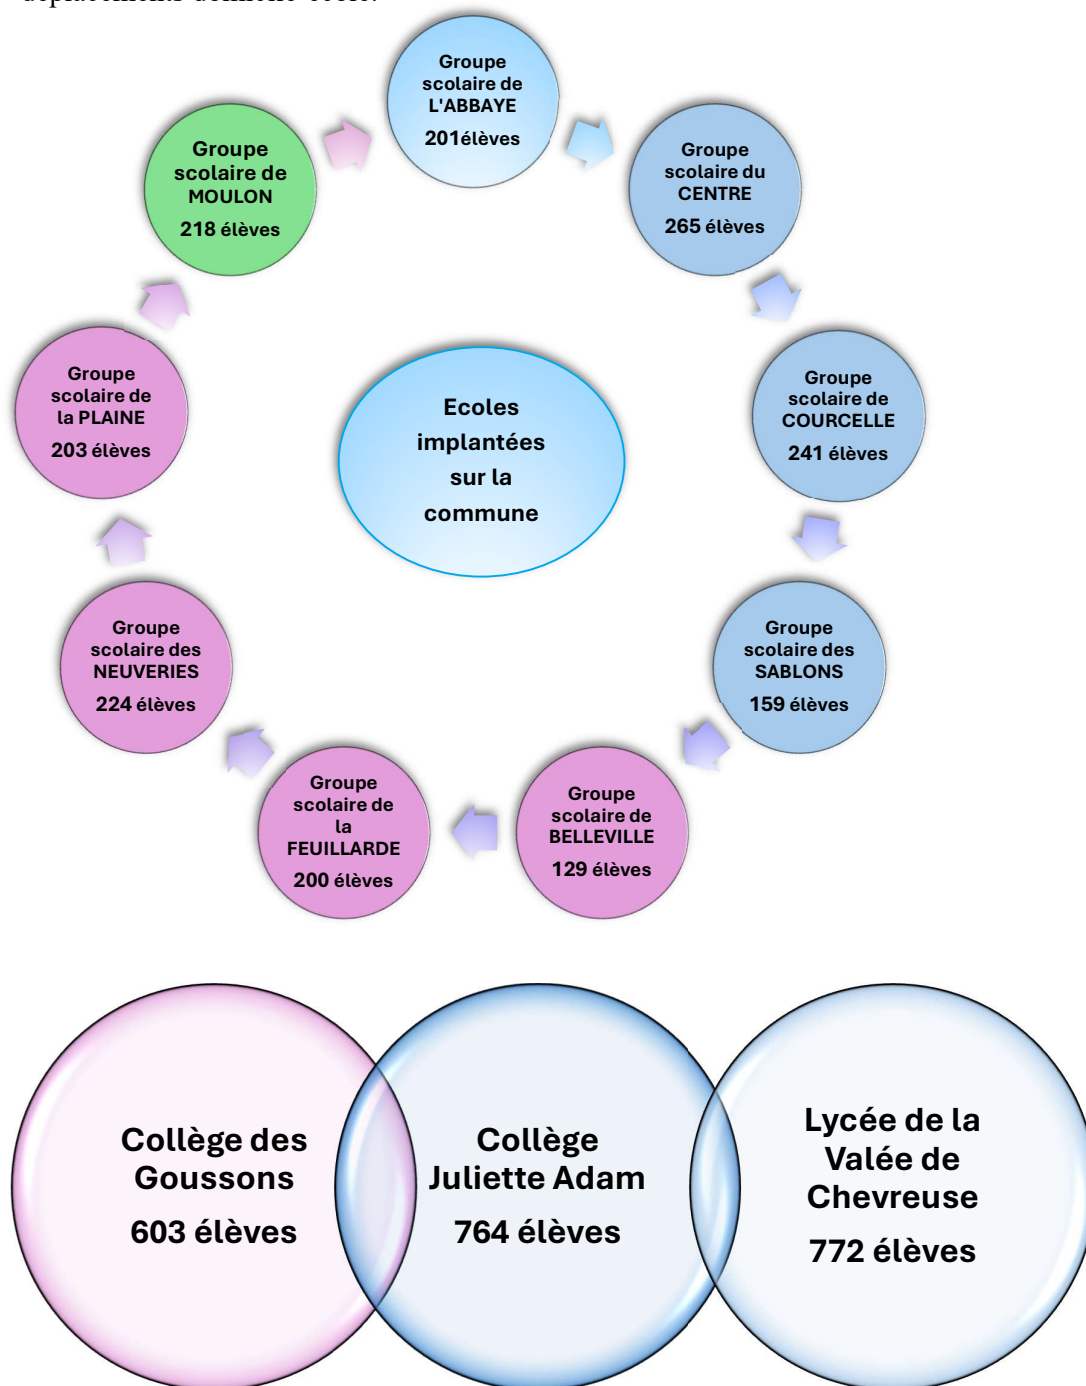 Groupe
scolaire de
L'ABBAYE
201élèves
Groupe
scolaire du
CENTRE
265 élèves
Groupe
scolaire de
COURCELLE
241 élèves
Groupe
scolaire des
SABLONS
159 élèves
Groupe
scolaire de
BELLEVILLE
129 élèves
Groupe
scolaire de
la
FEUILLARDE
200 élèves
Groupe
scolaire des
NEUVERIES
224 élèves
Groupe
scolaire de
la PLAINE
203 élèves
Groupe
scolaire de
MOULON
218 élèves
Ecoles
implantées
sur la
commune
Collège des
Goussons
603 élèves
Collège
Juliette Adam
764 élèves
Lycée de la
Valée de
Chevreuse
772 élèves